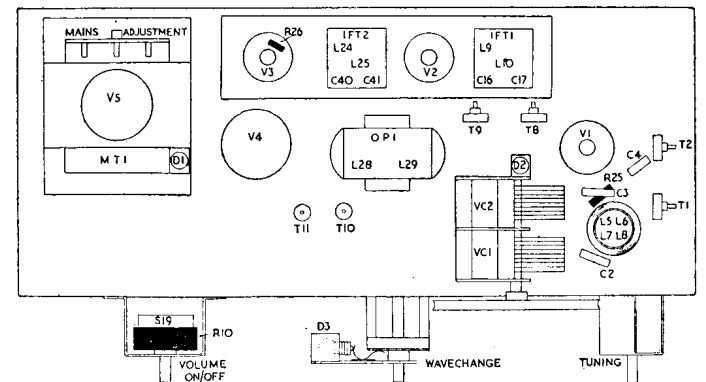 MAINS ADJUSTMENT
V5
MT1
D1
R26
V3
IFT2
L24
L25
C40 C41
V2
IFT1
L9
L10
C16 C17
T9
T8
V4
OP1
L28 L29
V1
T2
C4
R25
C3
D2
T1
VC2
L5 L6
L7 L8
T11
T10
VC1
C2
S19
R10
D3
VOLUME
ON/OFF
WAVECHANGE
TUNING